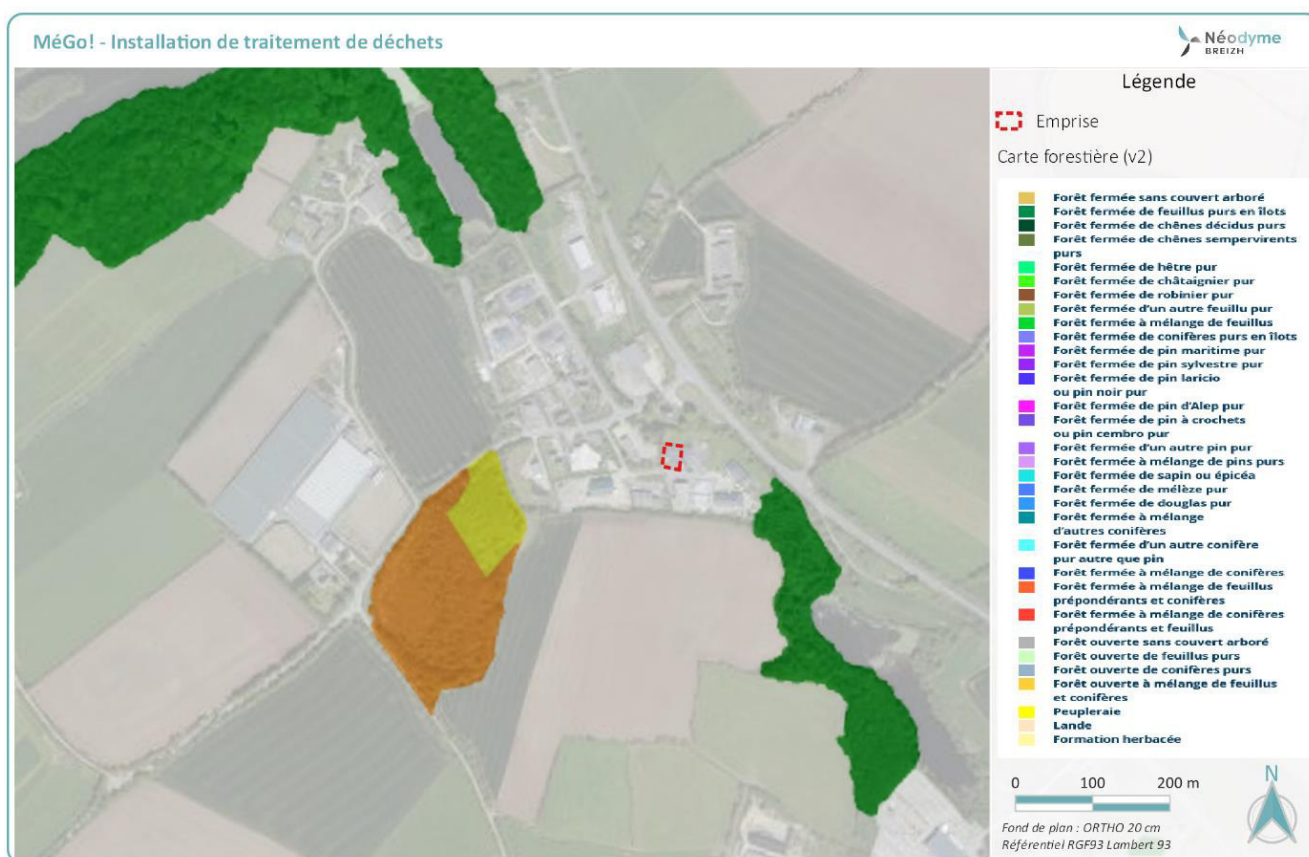 MéGo! - Installation de traitement de déchets
Néodyme
BREIZH
Légende
Emprise
Carte forestière (v2)
Forêt fermée sans couvert arboré
Forêt fermée de feuillus purs en îlots
Forêt fermée de chênes décidus purs
Forêt fermée de chênes sempervirents
purs
Forêt fermée de hêtre pur
Forêt fermée de châtaignier pur
Forêt fermée de robinier pur
Forêt fermée d'un autre feuillu pur
Forêt fermée à mélange de feuillus
Forêt fermée de conifères purs en îlots
Forêt fermée de pin maritime pur
Forêt fermée de pin sylvestre pur
Forêt fermée de pin laricio
ou pin noir pur
Forêt fermée de pin d'Alep pur
Forêt fermée de pin à crochets
ou pin cembro pur
Forêt fermée d'un autre pin pur
Forêt fermée à mélange de pins purs
Forêt fermée de sapin ou épicéa
Forêt fermée de mélèze pur
Forêt fermée de douglas pur
Forêt fermée à mélange
d'autres conifères
Forêt fermée d'un autre conifère
pur autre que pin
Forêt fermée à mélange de conifères
Forêt fermée à mélange de feuillus
prépondérants et conifères
Forêt fermée à mélange de conifères
prépondérants et feuillus
Forêt ouverte sans couvert arboré
Forêt ouverte de feuillus purs
Forêt ouverte de conifères purs
Forêt ouverte à mélange de feuillus
et conifères
Peupleraie
Lande
Formation herbacée
0 100 200 m
N
Fond de plan : ORTHO 20 cm
Référentiel RGF93 Lambert 93